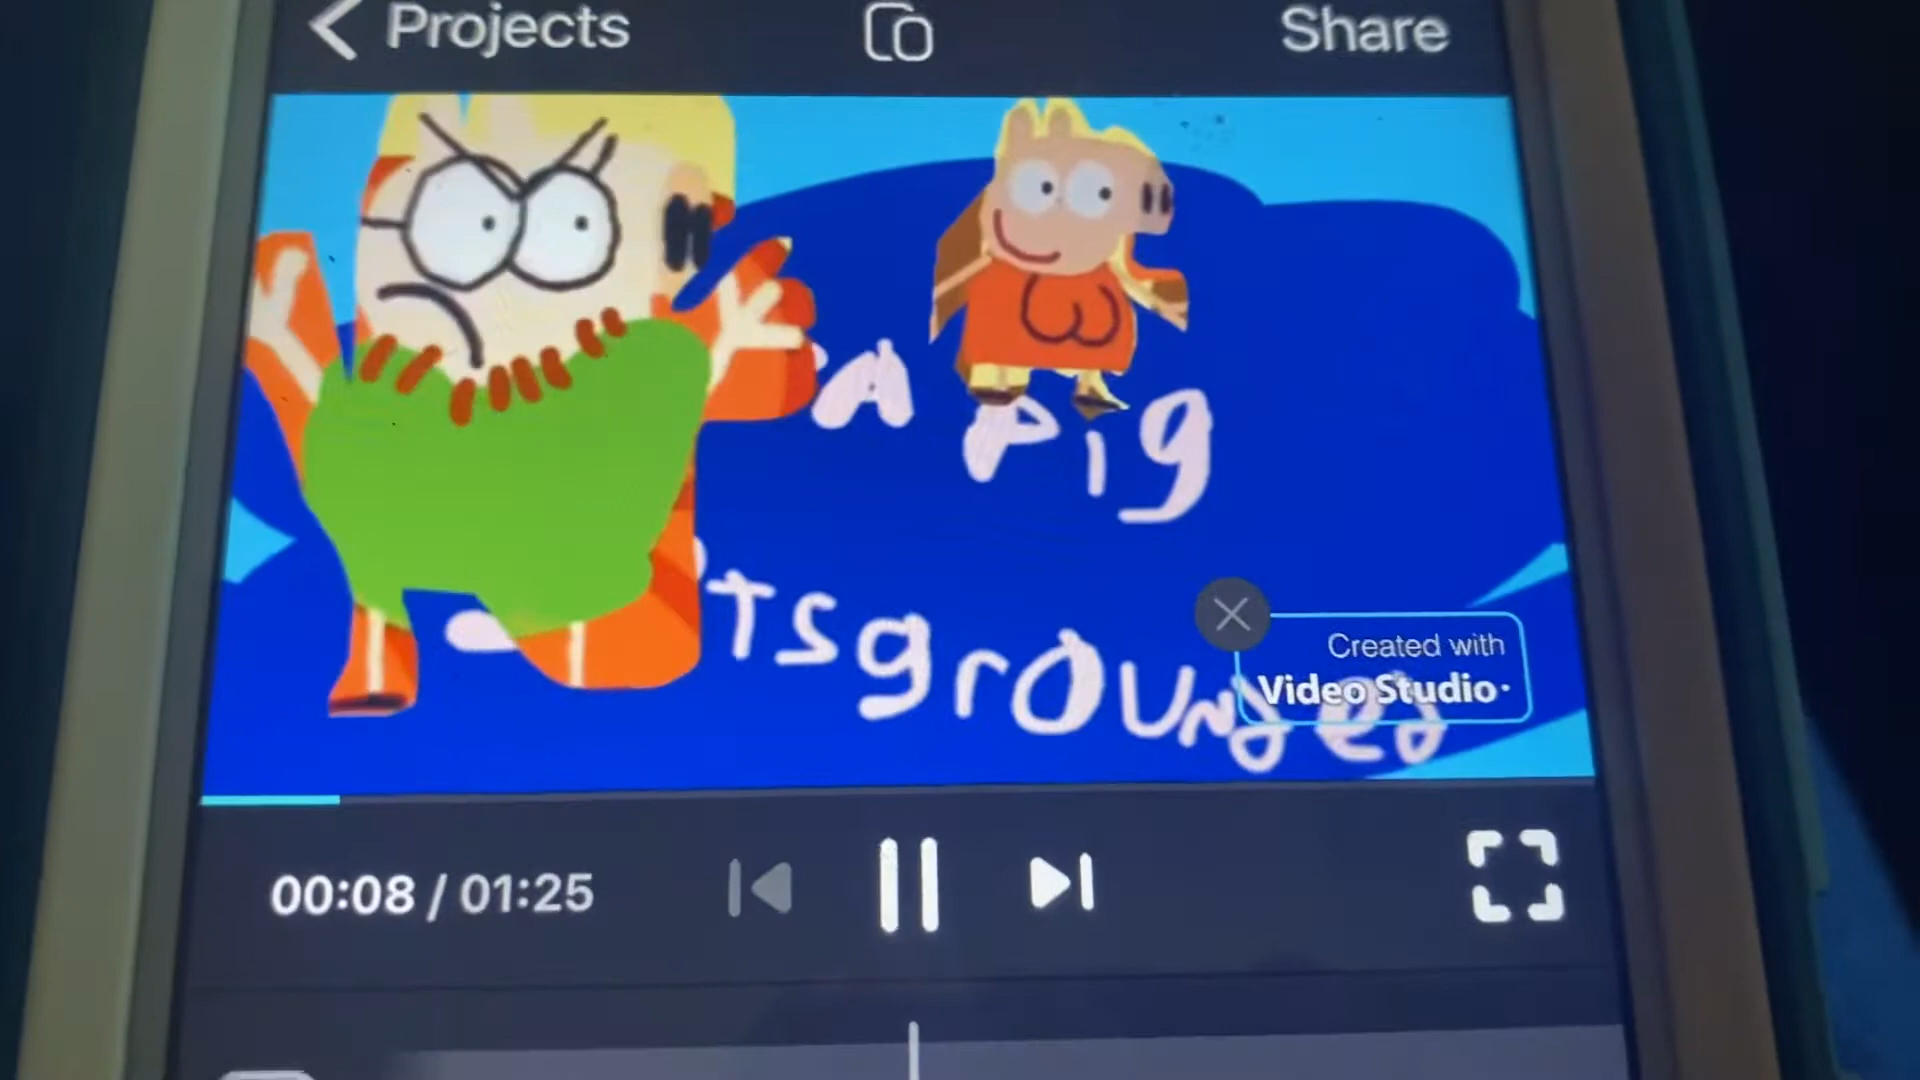 Projects
Share
A Pig
Tsgrounded
Created with
Video Studio
00:08 / 01:25